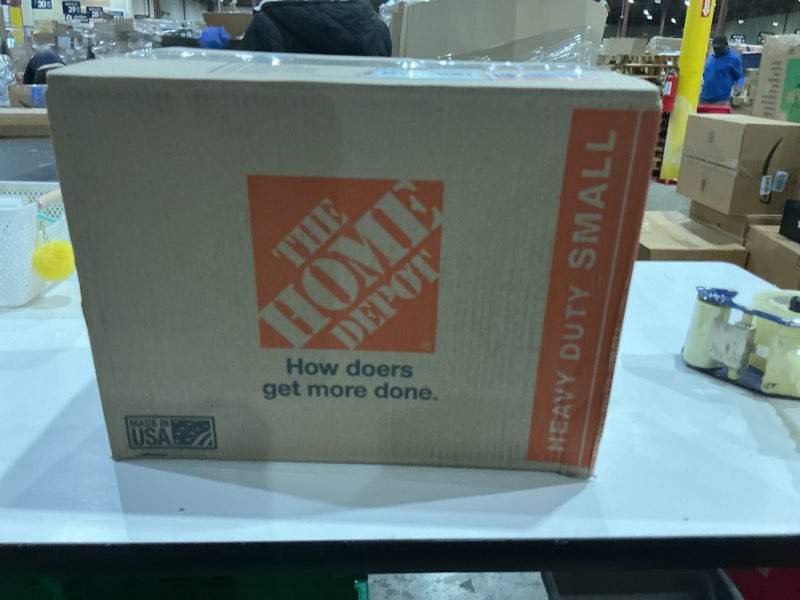 THE
HOME
DEPOT
How doers
get more done.
MADE IN
USA
HEAVY DUTY SMALL